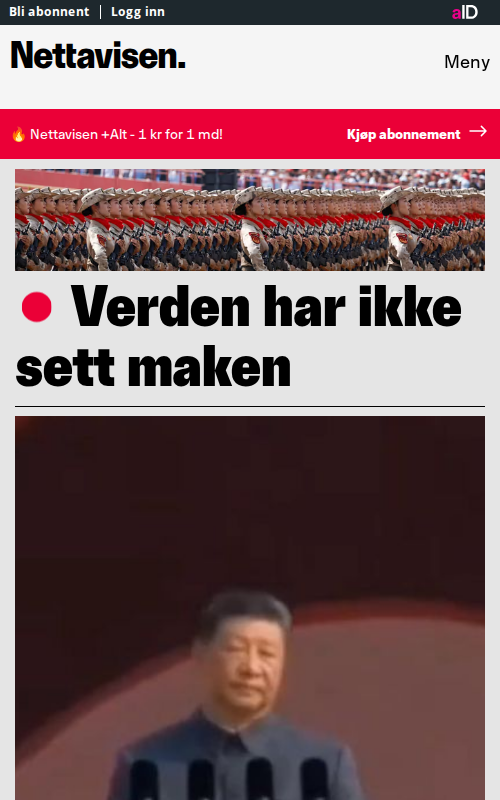 Bli abonnent | Logg inn
aID
Nettavisen.
Meny
🔥 Nettavisen +Alt - 1 kr for 1 md!
Kjøp abonnement →
Verden har ikke
sett maken